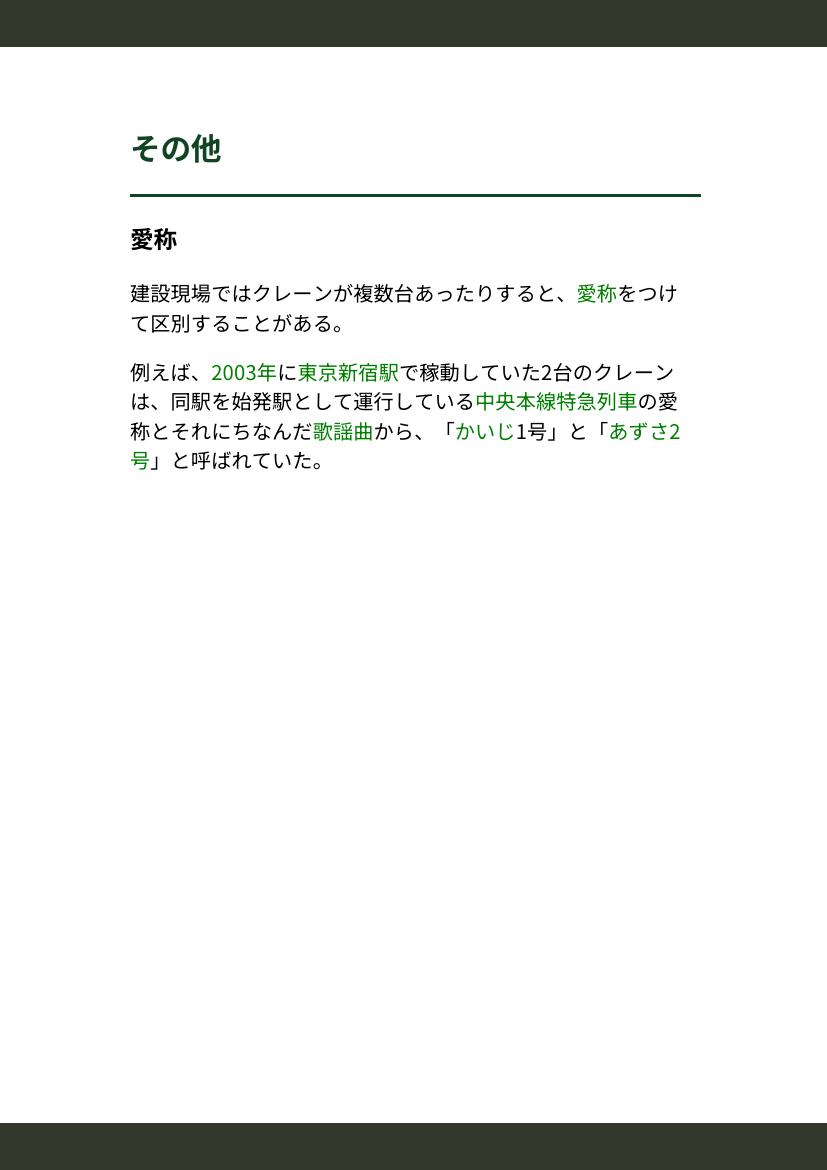 その他
愛称
建設現場ではクレーンが複数台あったりすると、愛称をつけ
て区別することがある。
例えば、2003年に東京新宿駅で稼動していた2台のクレーン
は、同駅を始発駅として運行している中央本線特急列車の愛
称とそれにちなんだ歌謡曲から、「かいじ1号」と「あずさ2
号」と呼ばれていた。